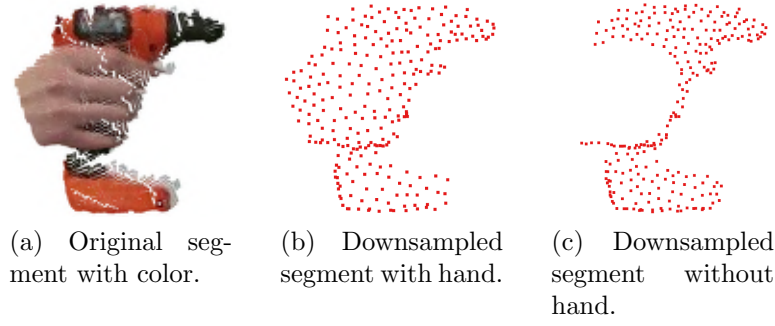 (a) Original seg-
ment with color.
(b) Downsampled
segment with hand.
(c) Downsampled
segment without
hand.